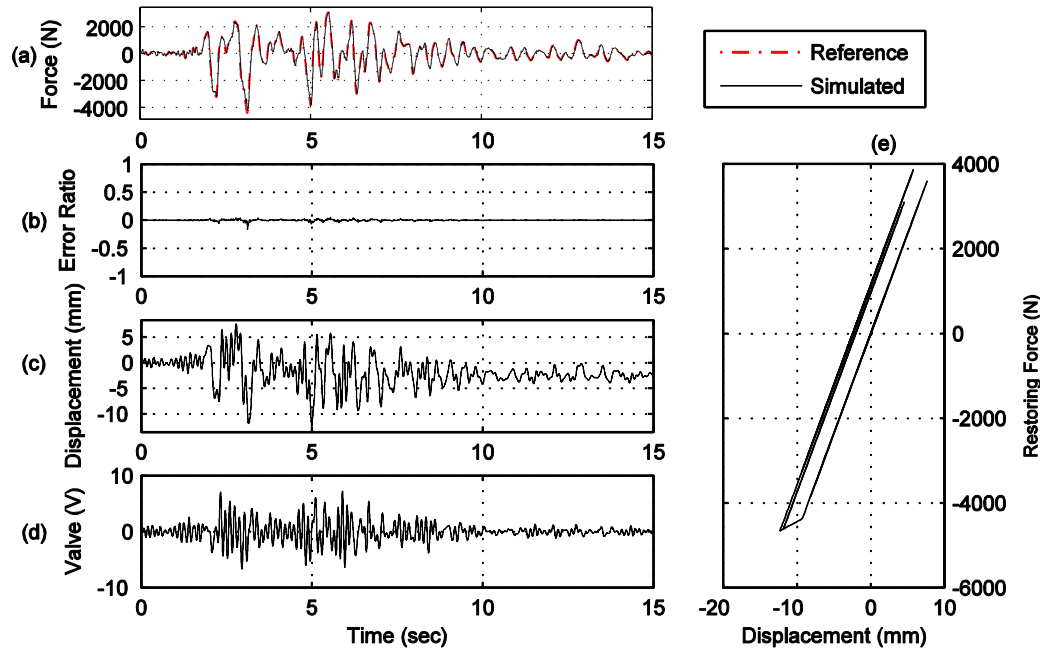 (a)
Force (N)
2000
0
-2000
-4000
0 5 10 15
Reference
Simulated
(b)
Error Ratio
1
0.5
0
-0.5
-1
0 5 10 15
(c)
Displacement (mm)
5
0
-5
-10
0 5 10 15
(d)
Valve (V)
10
0
-10
0 5 10 15
Time (sec)
(e)
4000
2000
0
-2000
-4000
-6000
Restoring Force (N)
-20 -10 0 10
Displacement (mm)